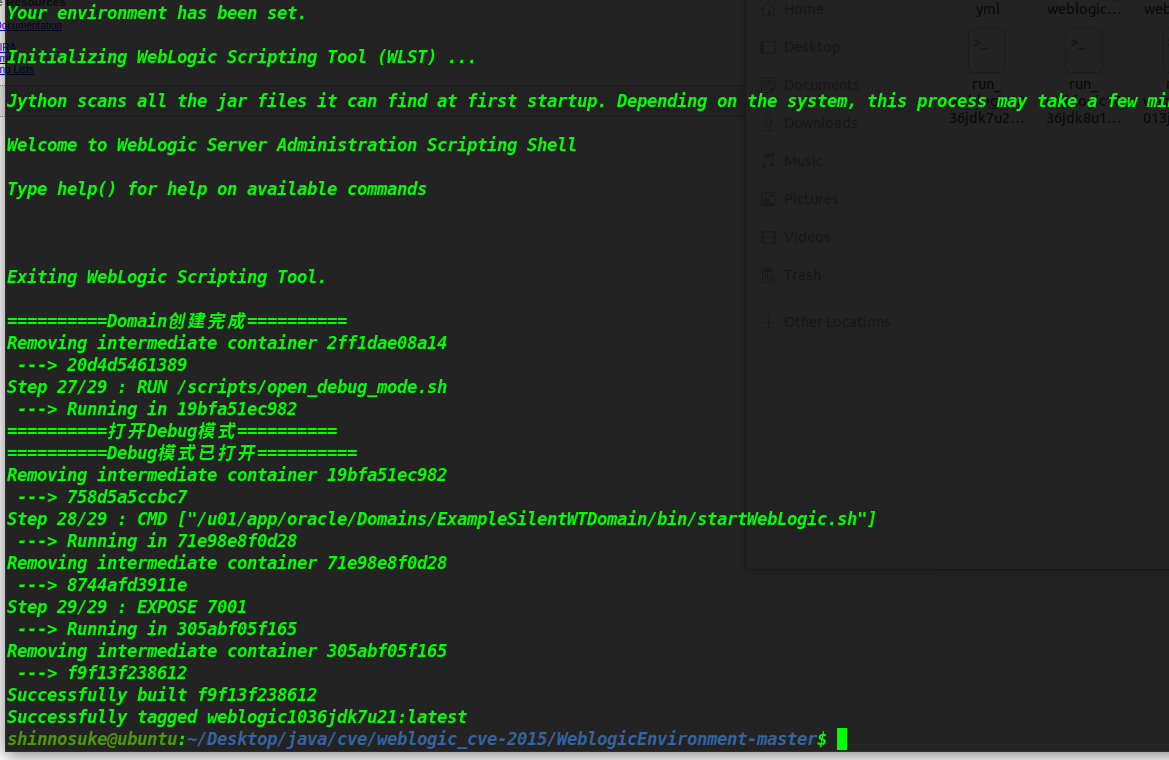 Resources
Documentation
Your environment has been set.
Initializing WebLogic Scripting Tool (WLST) ...
Lists
Jython scans all the jar files it can find at first startup. Depending on the system, this process may take a few mi
Welcome to WebLogic Server Administration Scripting Shell
Type help() for help on available commands
Exiting WebLogic Scripting Tool.
==========Domain创建完成==========
Removing intermediate container 2ff1dae08a14
---> 20d4d5461389
Step 27/29 : RUN /scripts/open_debug_mode.sh
---> Running in 19bfa51ec982
==========打开Debug模式==========
==========Debug模式已打开==========
Removing intermediate container 19bfa51ec982
---> 758d5a5ccbc7
Step 28/29 : CMD ["/u01/app/oracle/Domains/ExampleSilentWTDomain/bin/startWebLogic.sh"]
---> Running in 71e98e8f0d28
Removing intermediate container 71e98e8f0d28
---> 8744afd3911e
Step 29/29 : EXPOSE 7001
---> Running in 305abf05f165
Removing intermediate container 305abf05f165
---> f9f13f238612
Successfully built f9f13f238612
Successfully tagged weblogic1036jdk7u21:latest
shinnosuke@ubuntu:~/Desktop/java/cve/weblogic_cve-2015/WeblogicEnvironment-master$
Home
Desktop
Documents
Downloads
Music
Pictures
Videos
Trash
+ Other Locations
yml
weblogic...
web
run_
36jdk7u2...
run_
36jdk8u1...
013